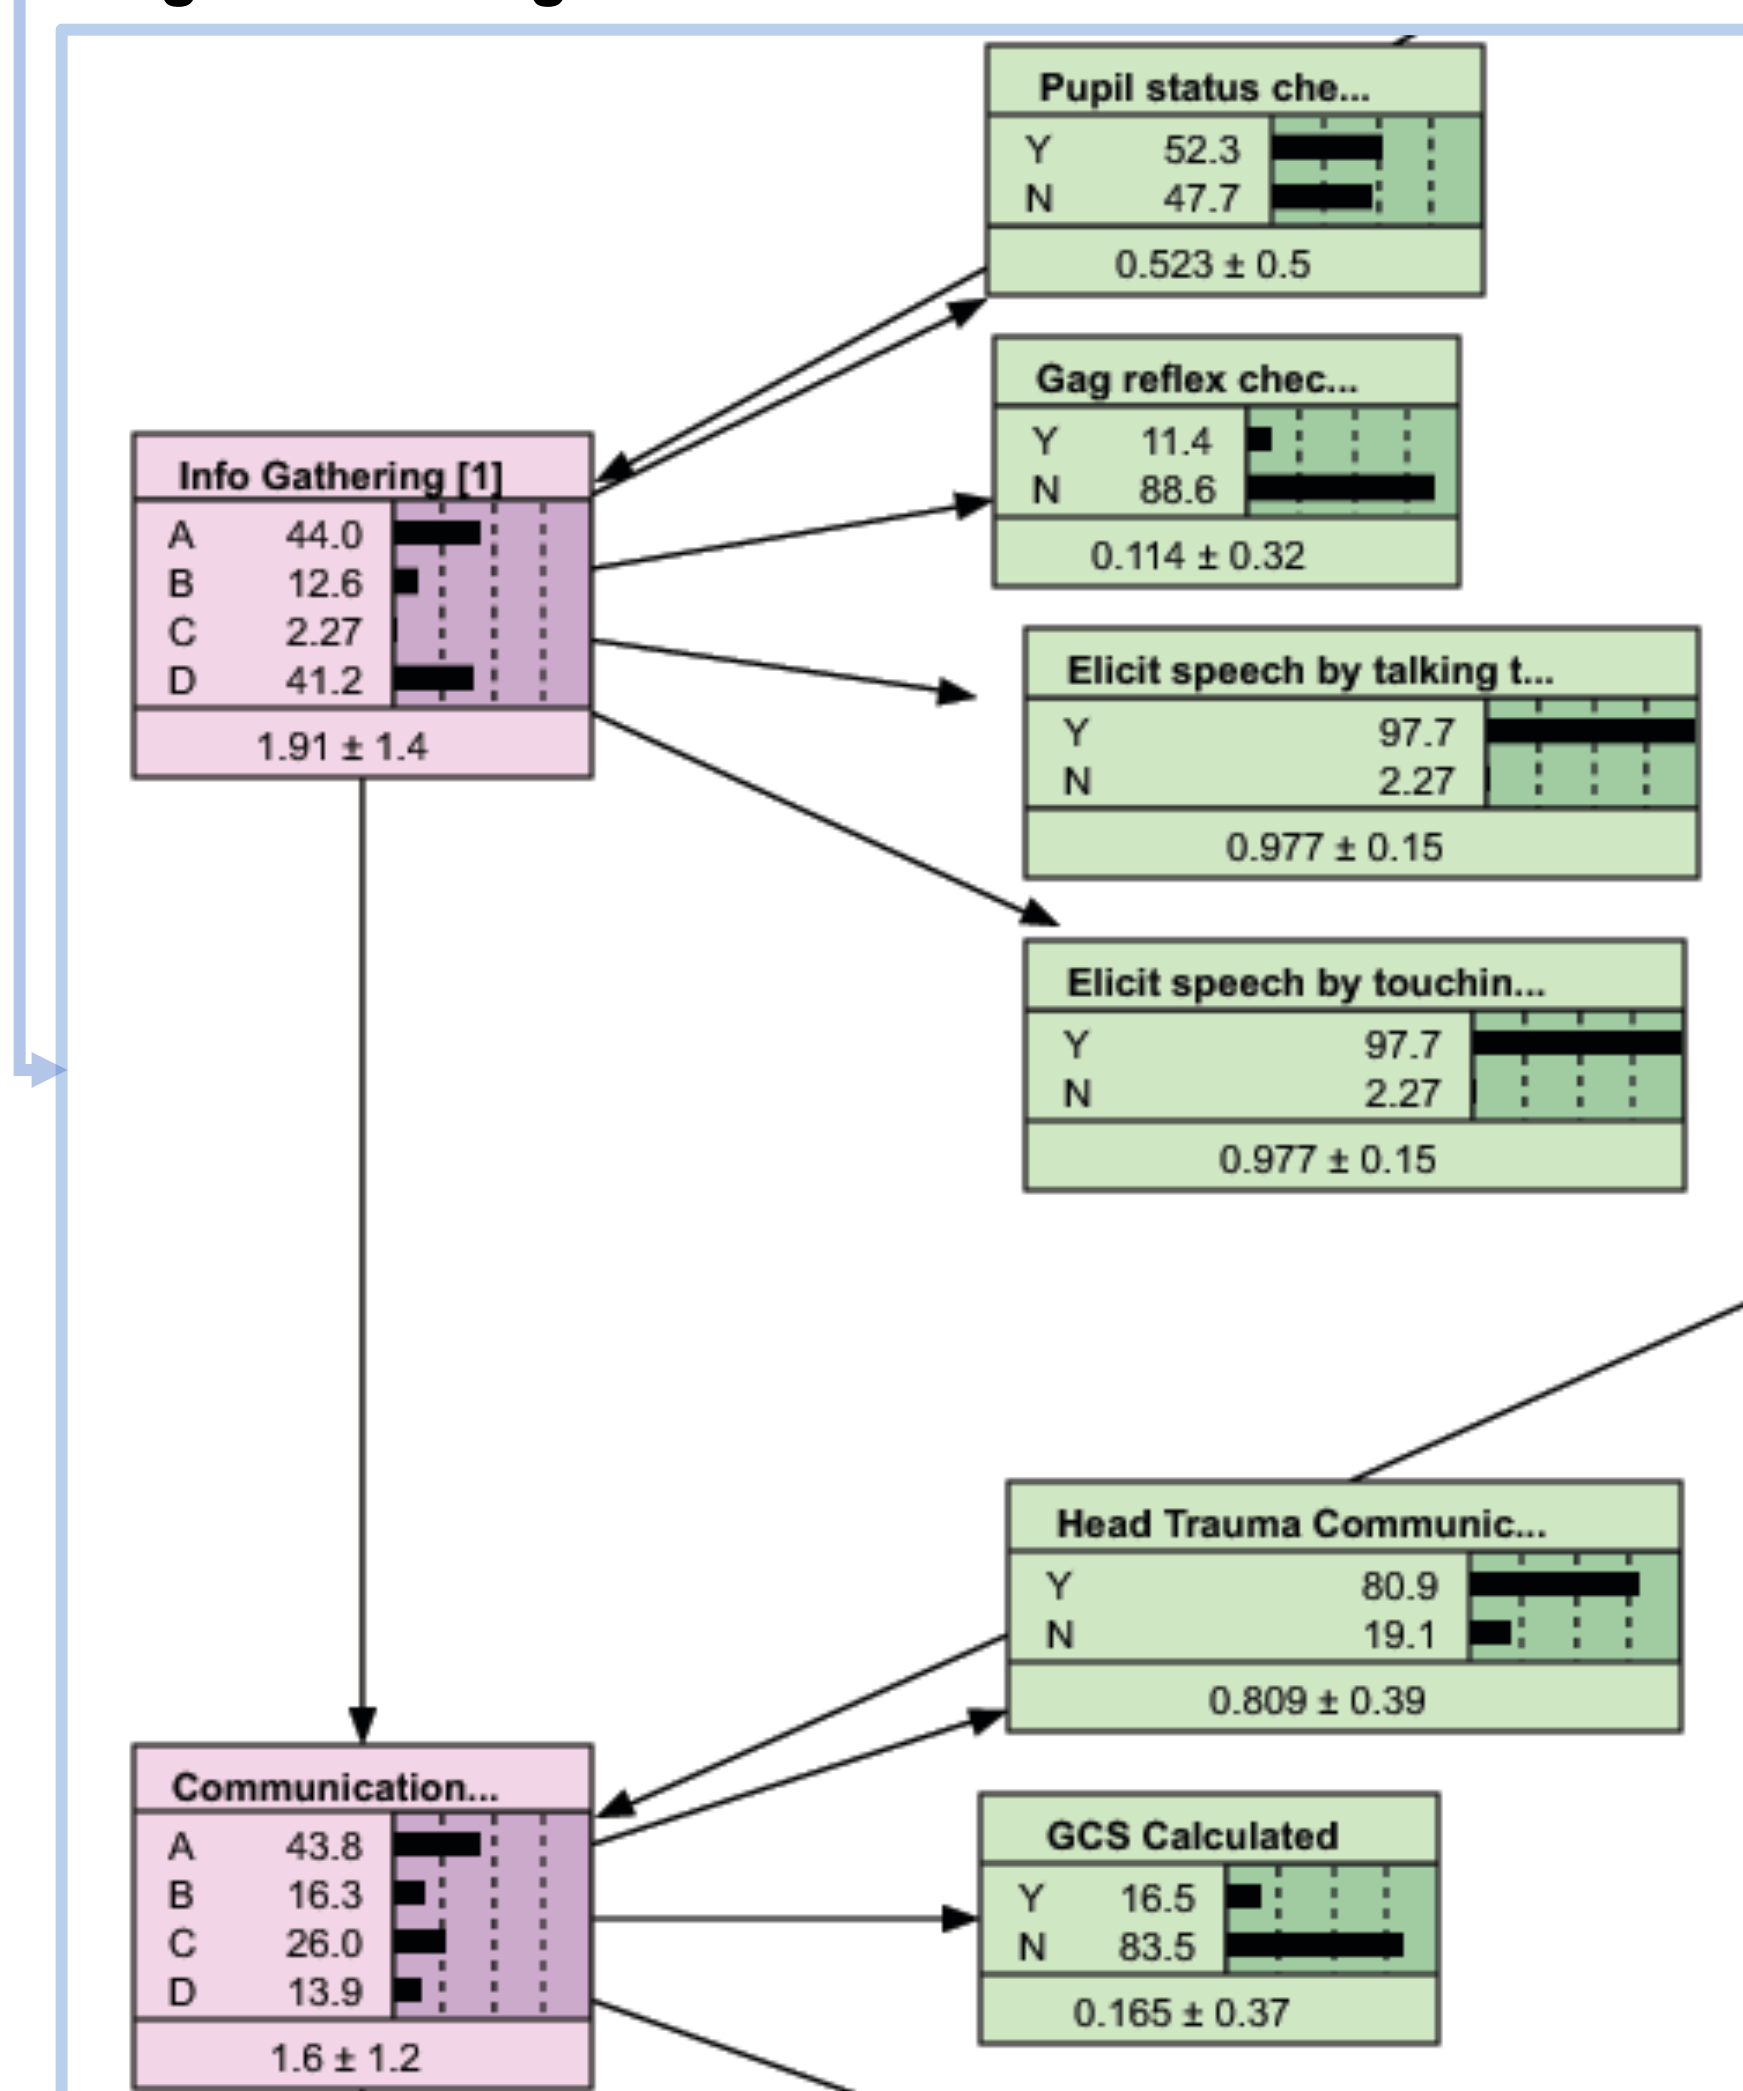 Pupil status che...
Y 52.3
N 47.7
0.523 ± 0.5
Gag reflex chec...
Y 11.4
N 88.6
0.114 ± 0.32
Info Gathering [1]
A 44.0
B 12.6
C 2.27
D 41.2
1.91 ± 1.4
Elicit speech by talking t...
Y 97.7
N 2.27
0.977 ± 0.15
Elicit speech by touchin...
Y 97.7
N 2.27
0.977 ± 0.15
Head Trauma Communic...
Y 80.9
N 19.1
0.809 ± 0.39
Communication...
A 43.8
B 16.3
C 26.0
D 13.9
1.6 ± 1.2
GCS Calculated
Y 16.5
N 83.5
0.165 ± 0.37